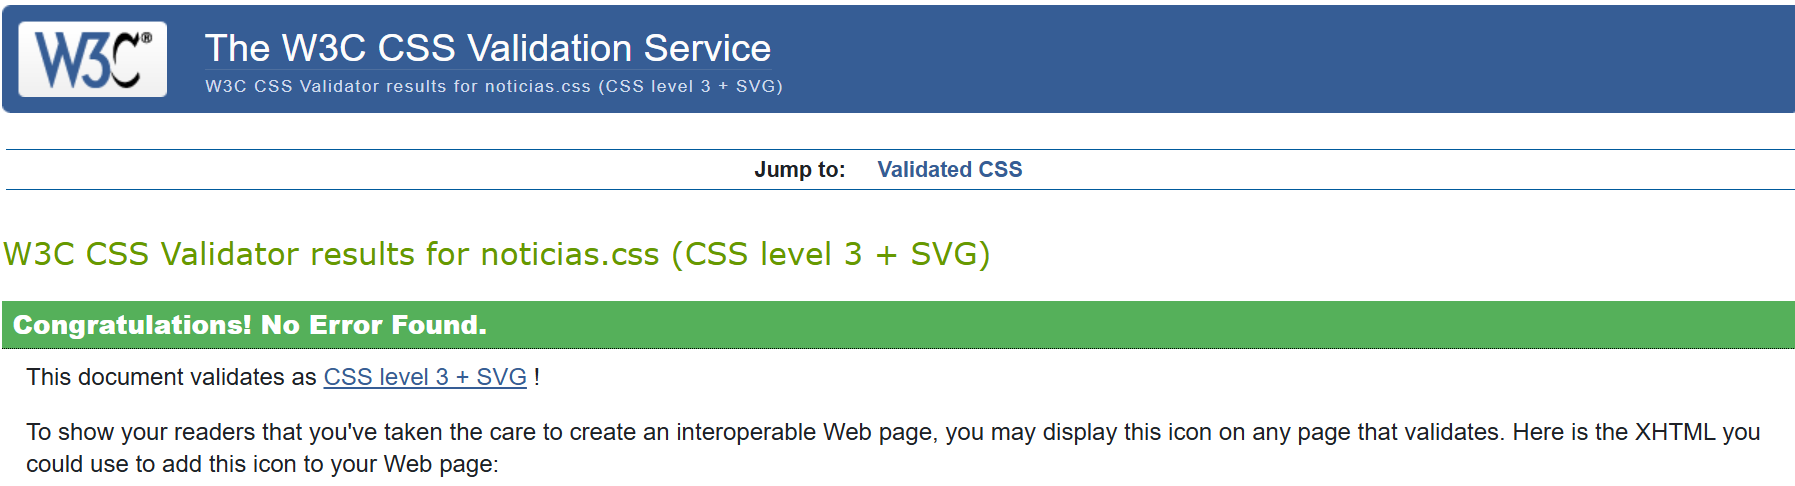 W3C®
The W3C CSS Validation Service
W3C CSS Validator results for noticias.css (CSS level 3 + SVG)
Jump to: Validated CSS
W3C CSS Validator results for noticias.css (CSS level 3 + SVG)
Congratulations! No Error Found.
This document validates as CSS level 3 + SVG !
To show your readers that you've taken the care to create an interoperable Web page, you may display this icon on any page that validates. Here is the XHTML you
could use to add this icon to your Web page: